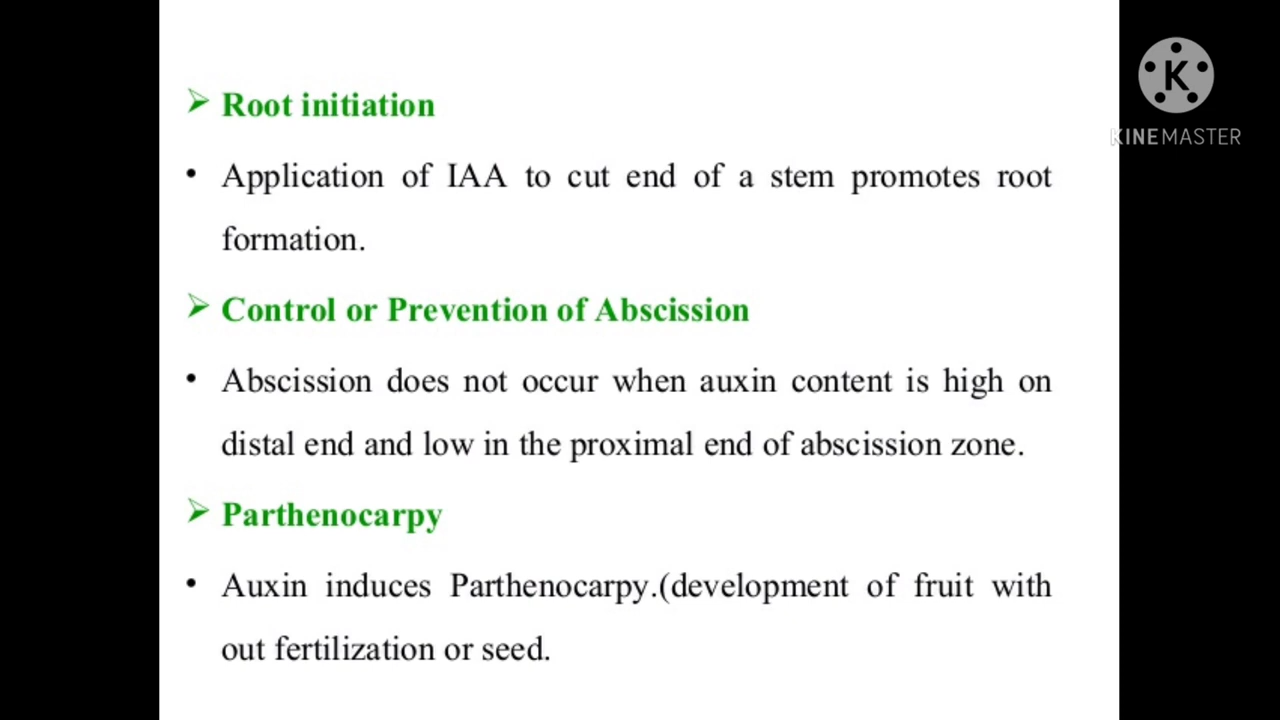 ➢ Root initiation
• Application of IAA to cut end of a stem promotes root
formation.
➢ Control or Prevention of Abscission
• Abscission does not occur when auxin content is high on
distal end and low in the proximal end of abscission zone.
➢ Parthenocarpy
• Auxin induces Parthenocarpy.(development of fruit with
out fertilization or seed.
K
KINEMASTER